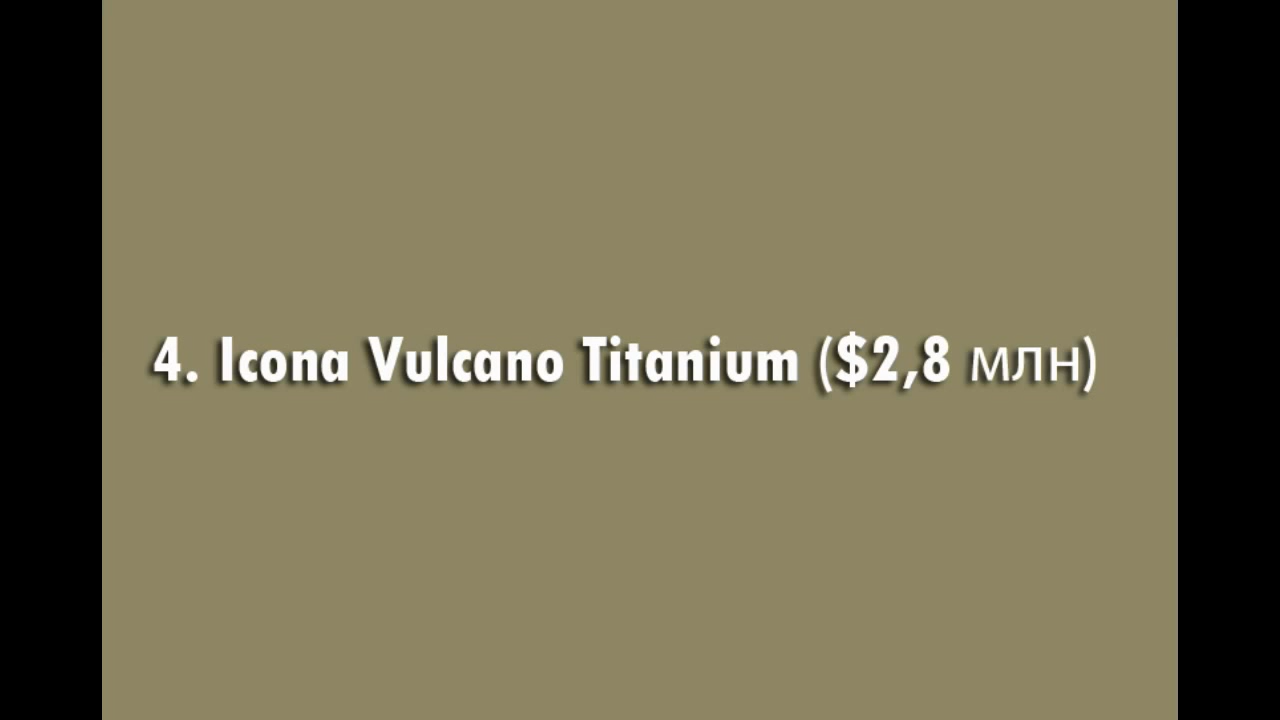 4. Icona Vulcano Titanium ($2,8 млн)